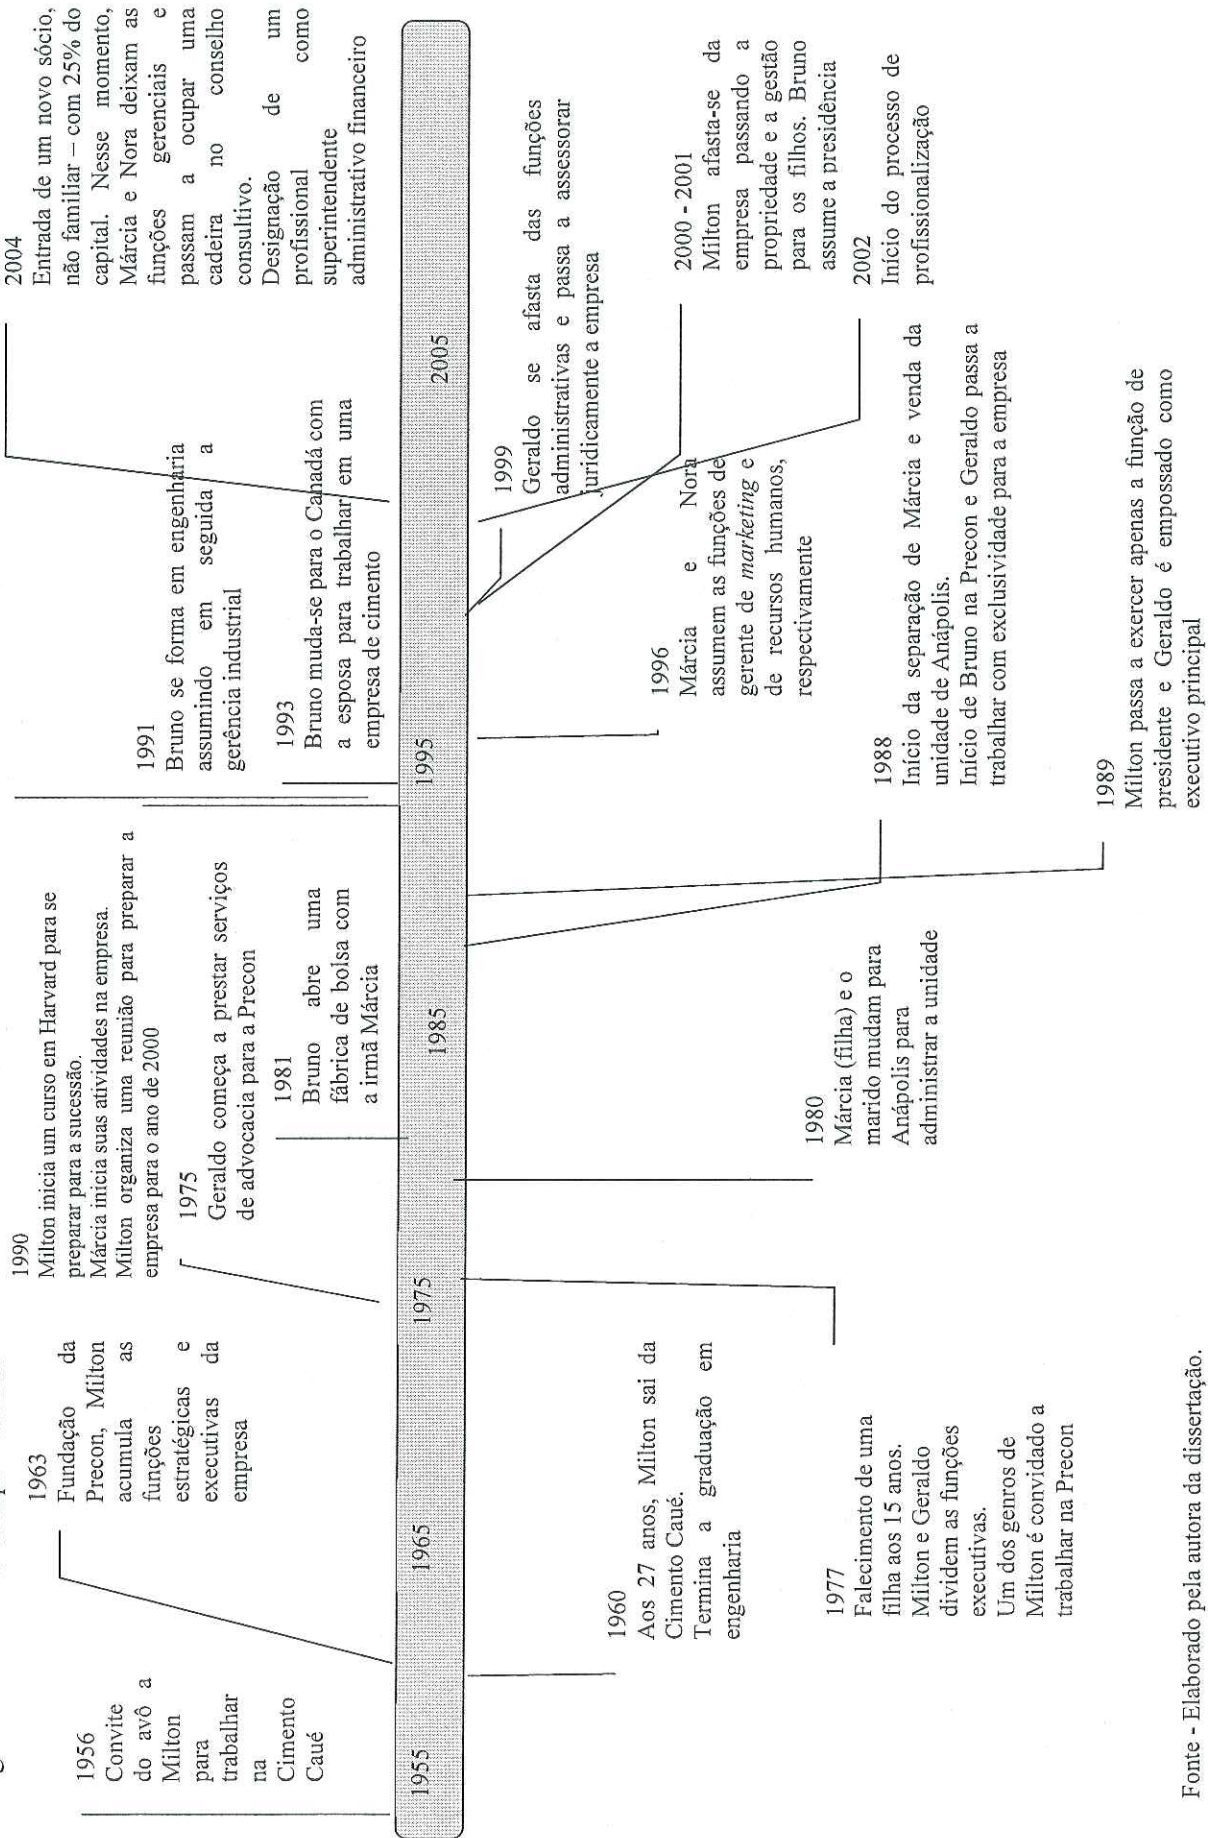 1956
Convite
do avô a
Milton
para
trabalhar
na
Cimento
Caué
1963
Fundação da
Precon, Milton
acumula as
funções
estratégicas e
executivas da
empresa
1990
Milton inicia um curso em Harvard para se
preparar para a sucessão.
Márcia inicia suas atividades na empresa.
Milton organiza uma reunião para preparar a
empresa para o ano de 2000
1975
Geraldo começa a prestar serviços
de advocacia para a Precon
1981
Bruno abre uma
fábrica de bolsa com
a irmã Márcia
1991
Bruno se forma em engenharia
assumindo em seguida a
gerência industrial
1993
Bruno muda-se para o Canadá com
a esposa para trabalhar em uma
empresa de cimento
2004
Entrada de um novo sócio,
não familiar – com 25% do
capital. Nesse momento,
Márcia e Nora deixam as
funções gerenciais e
passam a ocupar uma
cadeira no conselho
consultivo.
Designação de um
profissional como
superintendente
administrativo financeiro
1955 1965 1975 1985 1995 2005
1960
Aos 27 anos, Milton sai da
Cimento Caué.
Termina a graduação em
engenharia
1977
Falecimento de uma
filha aos 15 anos.
Milton e Geraldo
dividem as funções
executivas.
Um dos genros de
Milton é convidado a
trabalhar na Precon
1980
Márcia (filha) e o
marido mudam para
Anápolis para
administrar a unidade
1988
Início da separação de Márcia e venda da
unidade de Anápolis.
Início de Bruno na Precon e Geraldo passa a
trabalhar com exclusividade para a empresa
1989
Milton passa a exercer apenas a função de
presidente e Geraldo é empossado como
executivo principal
1996
Márcia e Nora
assumem as funções de
gerente de marketing e
de recursos humanos,
respectivamente
1999
Geraldo se afasta das funções
administrativas e passa a assessorar
juridicamente a empresa
2000 - 2001
Milton afasta-se da
empresa passando a
propriedade e a gestão
para os filhos. Bruno
assume a presidência
2002
Início do processo de
profissionalização
Fonte - Elaborado pela autora da dissertação.